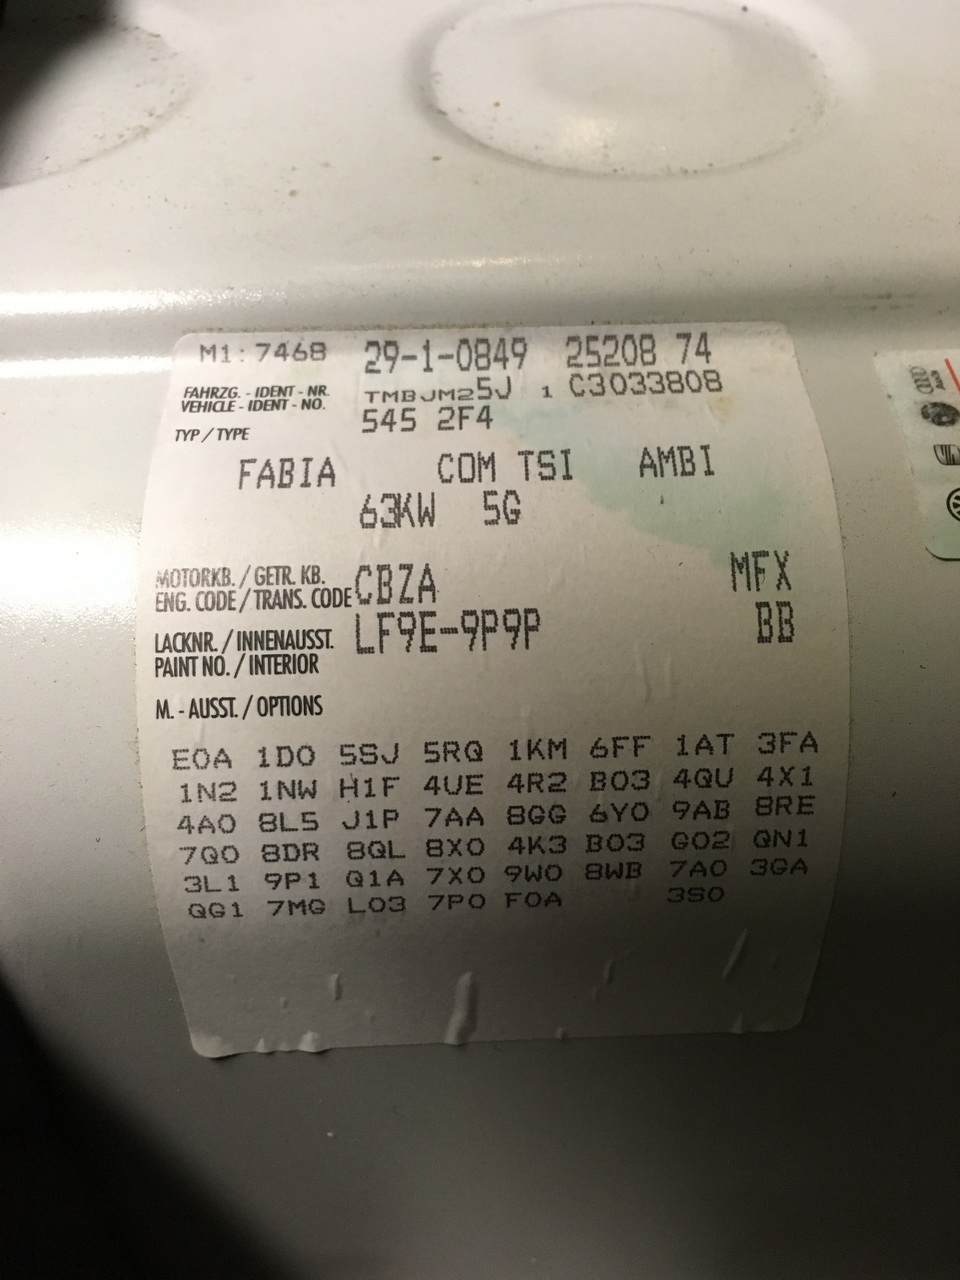 M1: 7468 29-1-0849 25208 74
FAHRZG. - IDENT - NR.
VEHICLE - IDENT - NO. TMBJM25J 1 C3033808
TYP / TYPE 545 2F4
FABIA COM TSI AMBI
63KW 5G
MOTORKB. / GETR. KB.
ENG. CODE / TRANS. CODE CBZA MFX
LACKNR. / INNENAUSST. LF9E-9P9P BB
PAINT NO. / INTERIOR
M. - AUSST. / OPTIONS
E0A 1D0 5SJ 5RQ 1KM 6FF 1AT 3FA
1N2 1NW H1F 4UE 4R2 B03 4QU 4X1
4A0 8L5 J1P 7AA 8GG 6Y0 9AB 8RE
7Q0 8DR 8QL 8X0 4K3 B03 G02 QN1
3L1 9P1 Q1A 7X0 9W0 8WB 7A0 3GA
QG1 7MG L03 7P0 F0A 3S0